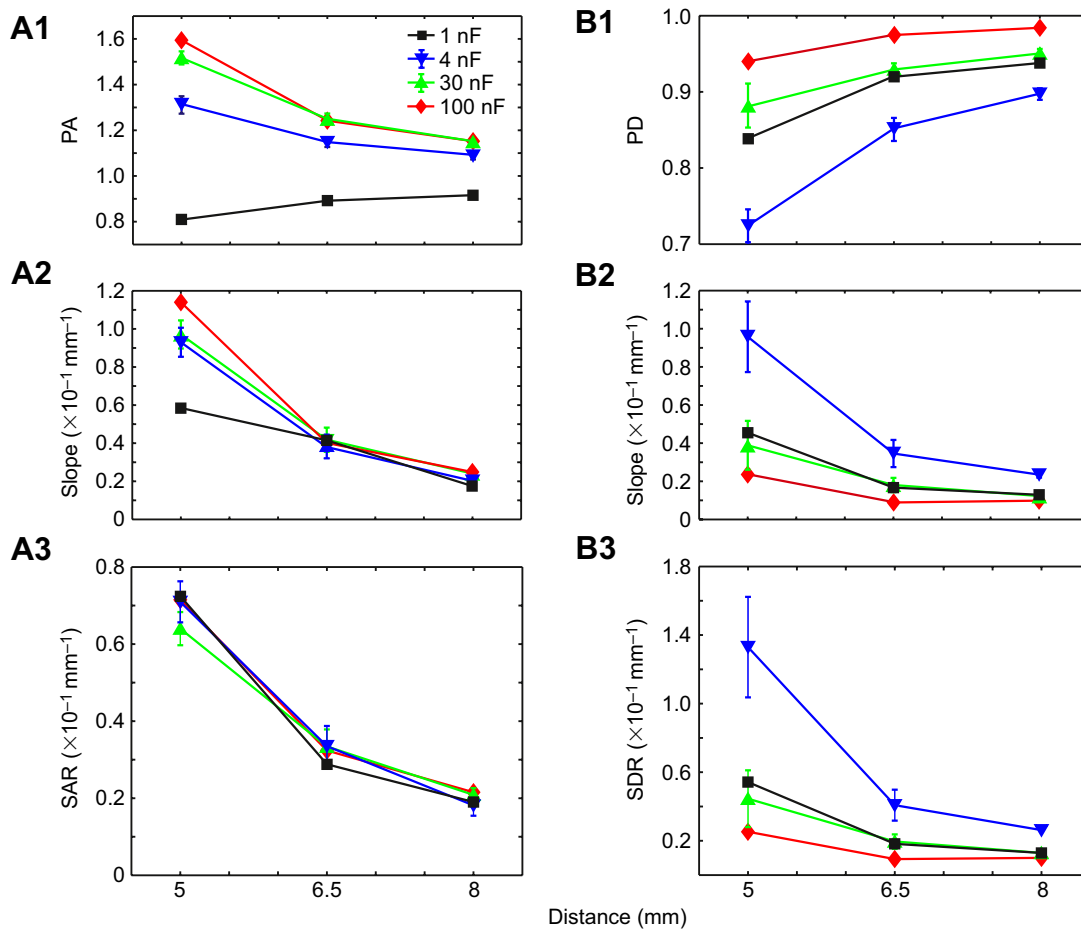 A1
PA
1.6
1.4
1.2
1.0
0.8
1 nF
4 nF
30 nF
100 nF
B1
PD
1.0
0.9
0.8
0.7
A2
Slope (×10–1 mm–1)
1.2
1.0
0.8
0.6
0.4
0.2
0
B2
Slope (×10–1 mm–1)
1.2
1.0
0.8
0.6
0.4
0.2
0
A3
SAR (×10–1 mm–1)
0.8
0.6
0.4
0.2
0
5 6.5 8
B3
SDR (×10–1 mm–1)
1.8
1.4
1.0
0.6
0.2
5 6.5 8
Distance (mm)